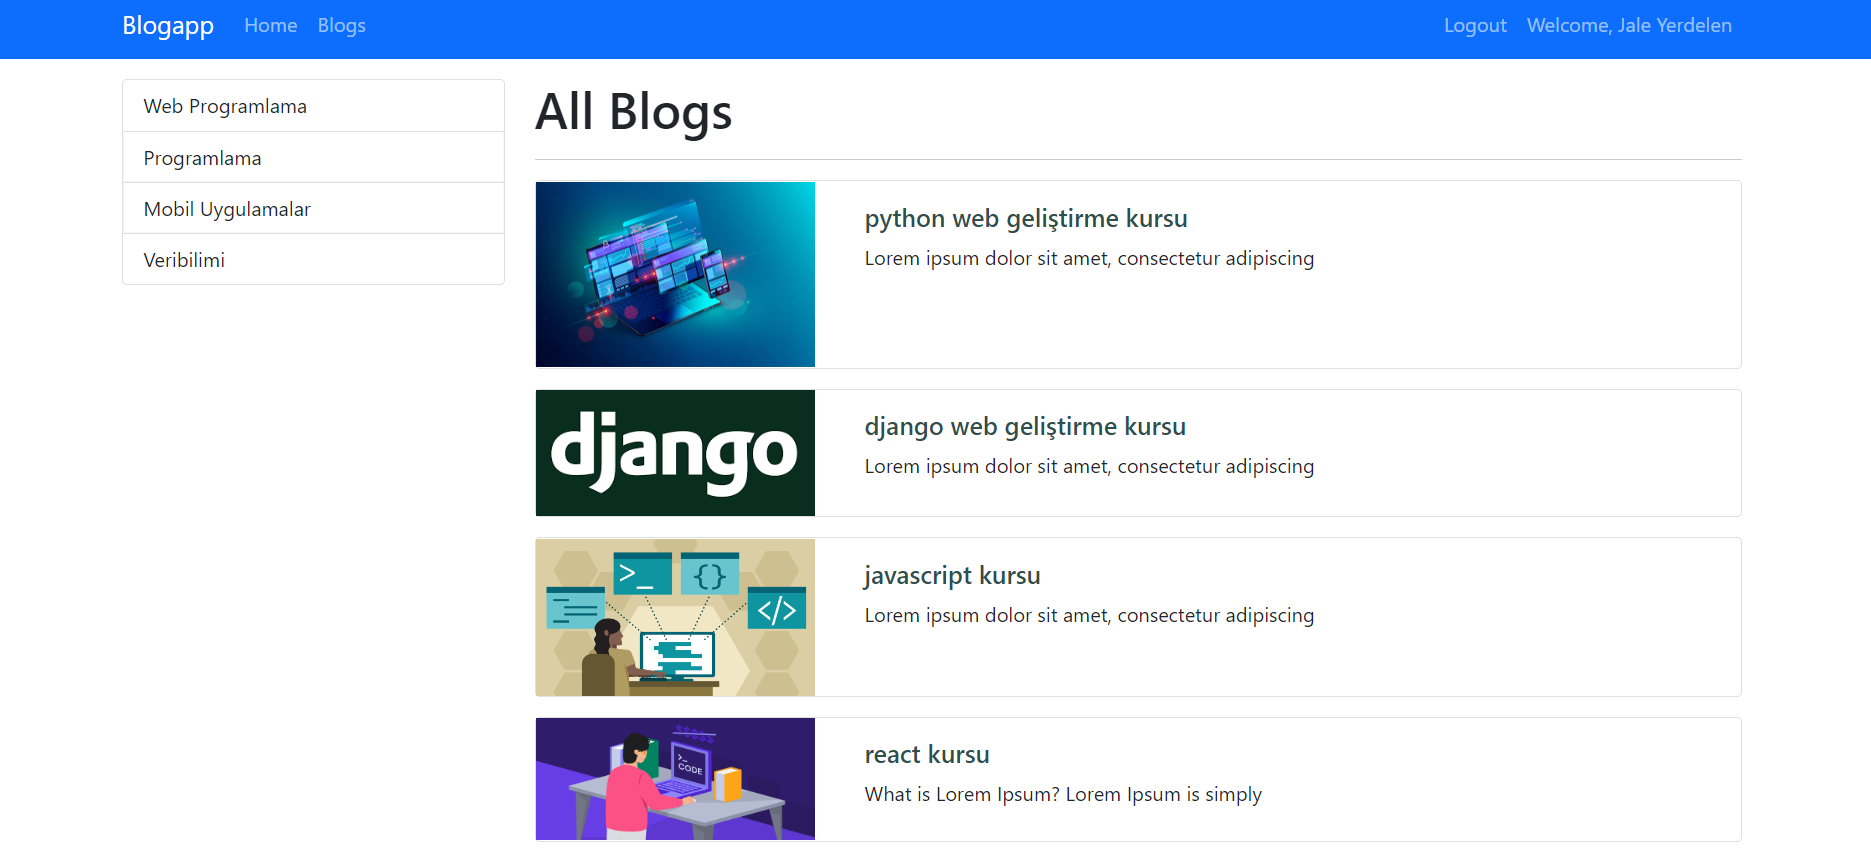 Blogapp
Home
Blogs
Logout
Welcome, Jale Yerdelen
Web Programlama
Programlama
Mobil Uygulamalar
Veribilimi
All Blogs
python web geliştirme kursu
Lorem ipsum dolor sit amet, consectetur adipiscing
django
django web geliştirme kursu
Lorem ipsum dolor sit amet, consectetur adipiscing
>_
{}
</>
javascript kursu
Lorem ipsum dolor sit amet, consectetur adipiscing
>_
CODE
react kursu
What is Lorem Ipsum? Lorem Ipsum is simply